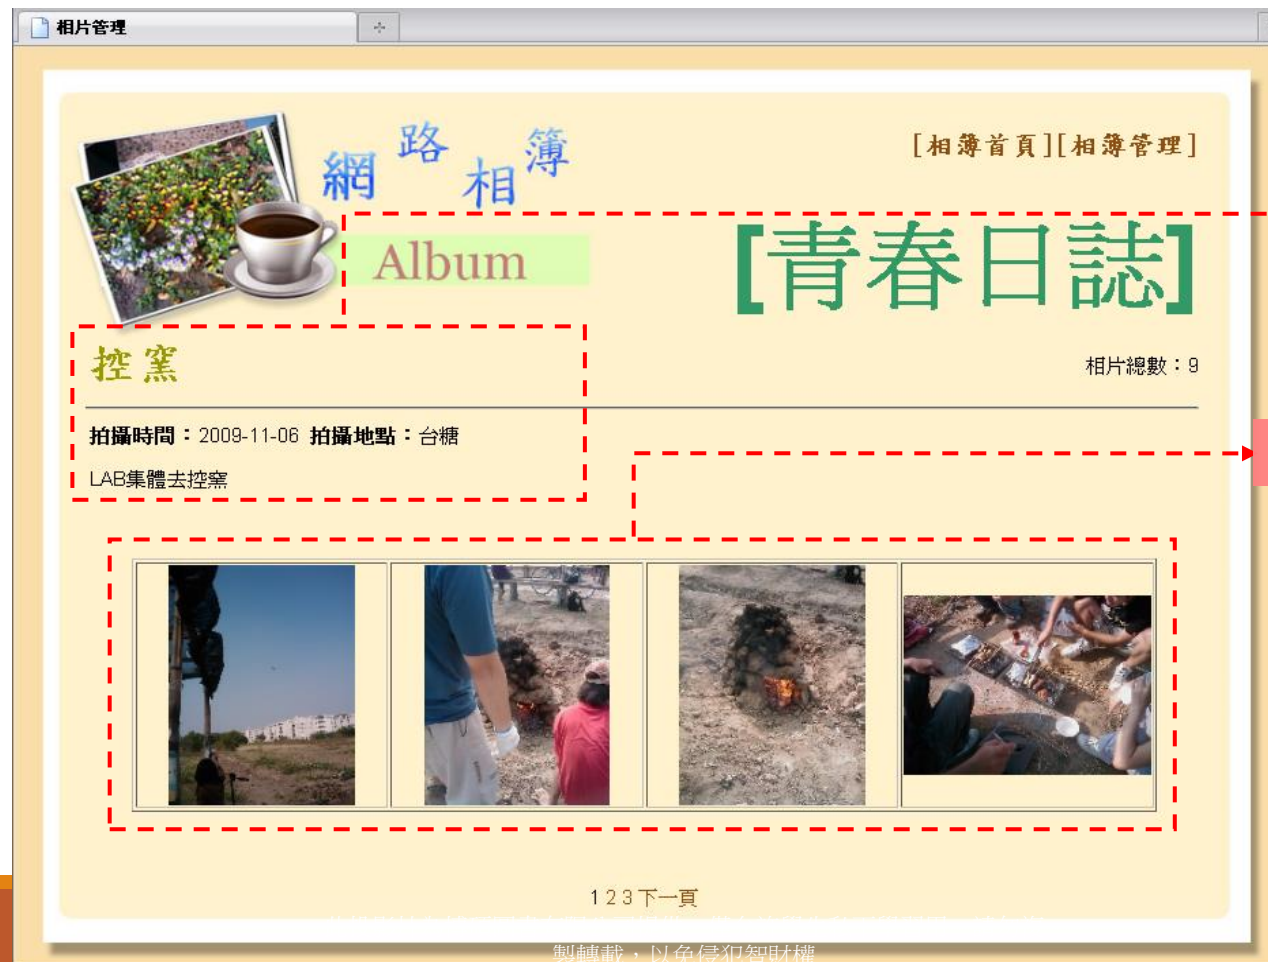 相片管理
網路相簿
[相簿首頁][相簿管理]
Album
[青春日誌]
控窯
相片總數：9
拍攝時間：2009-11-06 拍攝地點：台糖
LAB集體去控窯
1 2 3 下一頁
製轉載，以免侵犯智財權